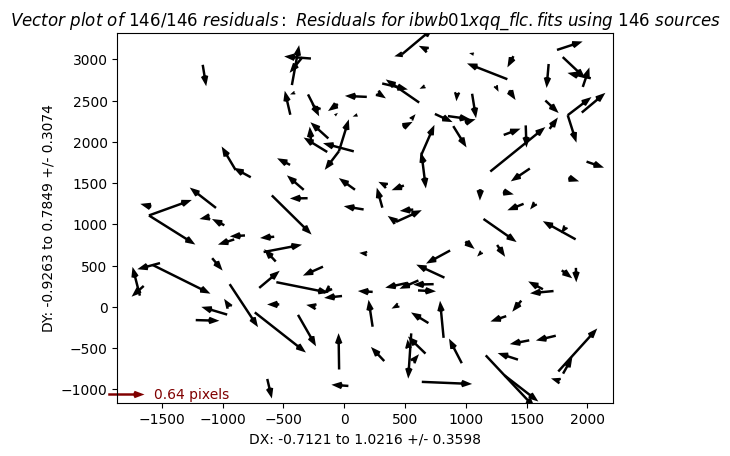 Vector plot of 146/146 residuals: Residuals for ibwb01xqq_flc.fits using 146 sources
3000
2500
2000
1500
1000
500
0
−500
−1000
DY: -0.9263 to 0.7849 +/- 0.3074
0.64 pixels
−1500 −1000 −500 0 500 1000 1500 2000
DX: -0.7121 to 1.0216 +/- 0.3598